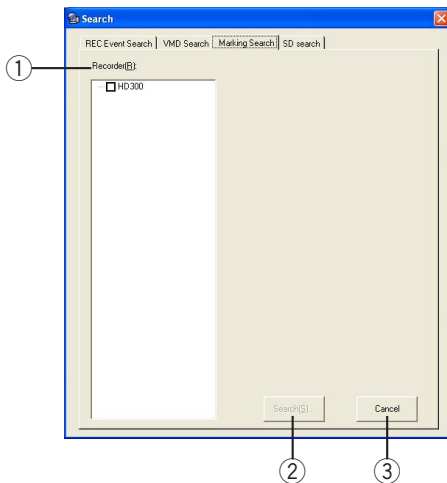 Search
REC Event Search VMD Search Marking Search SD search
① Recorder(R):
HD300
Search(S)... Cancel
② ③